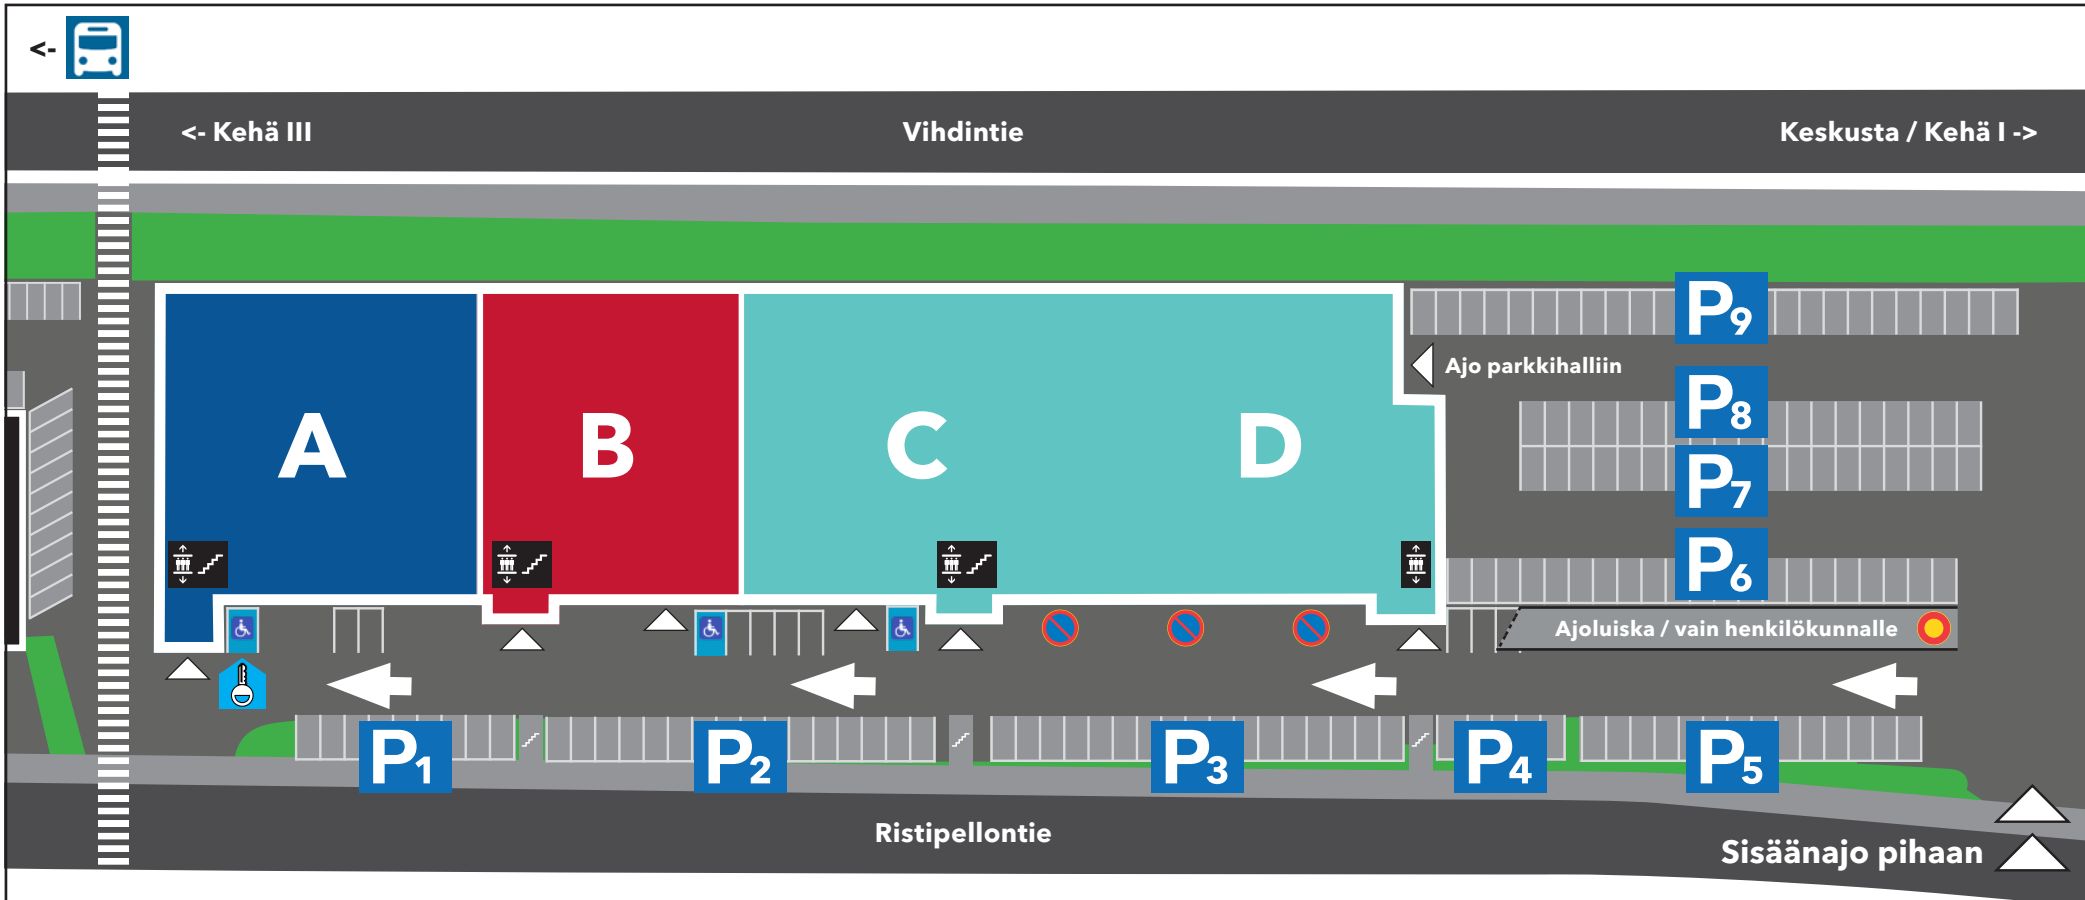 <-
<- Kehä III
Vihdintie
Keskusta / Kehä I ->
P9
Ajo parkkihalliin
P8
A
B
C
D
P7
P6
Ajoluiska / vain henkilökunnalle
P1
P2
P3
P4
P5
Ristipellontie
Sisäänajo pihaan